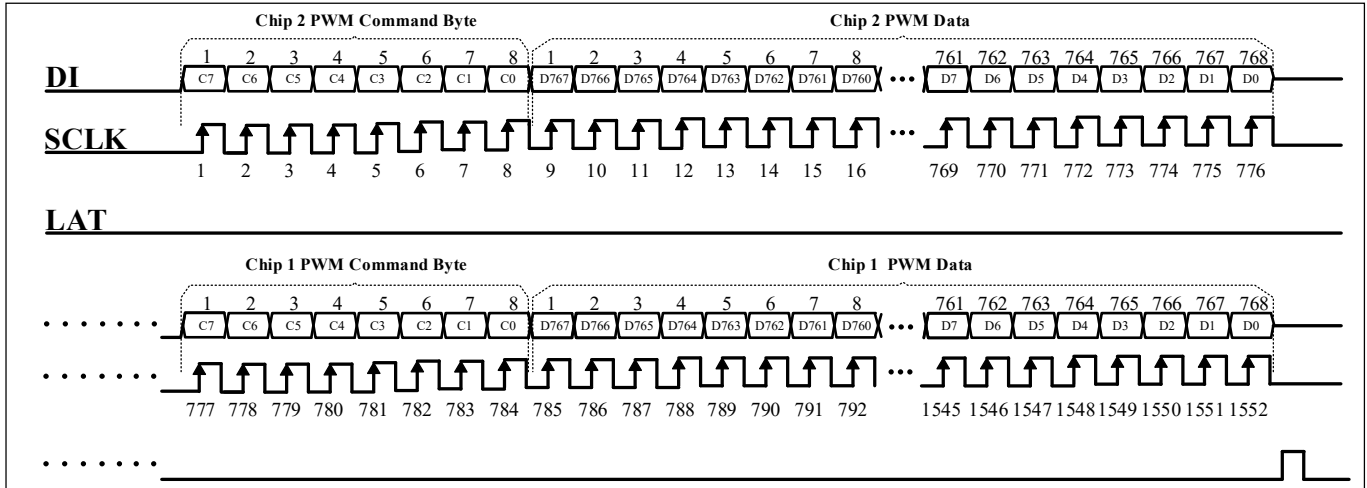 Chip 2 PWM Command Byte Chip 2 PWM Data
1 2 3 4 5 6 7 8 1 2 3 4 5 6 7 8 761 762 763 764 765 766 767 768
DI C7 C6 C5 C4 C3 C2 C1 C0 D767 D766 D765 D764 D763 D762 D761 D760 ••• D7 D6 D5 D4 D3 D2 D1 D0
SCLK •••
1 2 3 4 5 6 7 8 9 10 11 12 13 14 15 16 769 770 771 772 773 774 775 776
LAT
Chip 1 PWM Command Byte Chip 1 PWM Data
1 2 3 4 5 6 7 8 1 2 3 4 5 6 7 8 761 762 763 764 765 766 767 768
C7 C6 C5 C4 C3 C2 C1 C0 D767 D766 D765 D764 D763 D762 D761 D760 ••• D7 D6 D5 D4 D3 D2 D1 D0
777 778 779 780 781 782 783 784 785 786 787 788 789 790 791 792 1545 1546 1547 1548 1549 1550 1551 1552